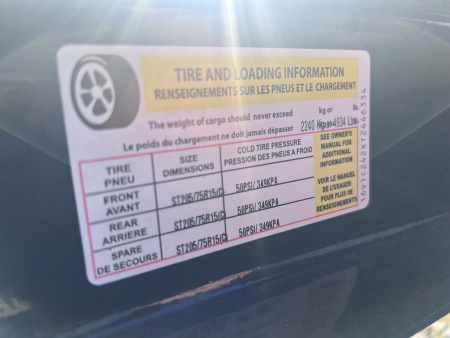 TIRE AND LOADING INFORMATION
RENSEIGNEMENTS SUR LES PNEUS ET LE CHARGEMENT
The weight of cargo should never exceed
Le poids du chargement ne doit jamais dépasser
kg or lb.
2240 4934
TIRE PNEU
SIZE DIMENSIONS
COLD TIRE PRESSURE
PRESSION DES PNEUS A FROID
FRONT AVANT
ST205/75R15(C)
50PSI/ 349KPA
REAR ARRIERE
ST205/75R15(C)
50PSI/ 349KPA
SPARE DE SECOURS
ST205/75R15(C)
50PSI/ 349KPA
SEE OWNER'S
MANUAL FOR
ADDITIONAL
INFORMATION
VOIR LE MANUEL
DE L'USAGER
POUR PLUS DE
RENSEIGNEMENTS